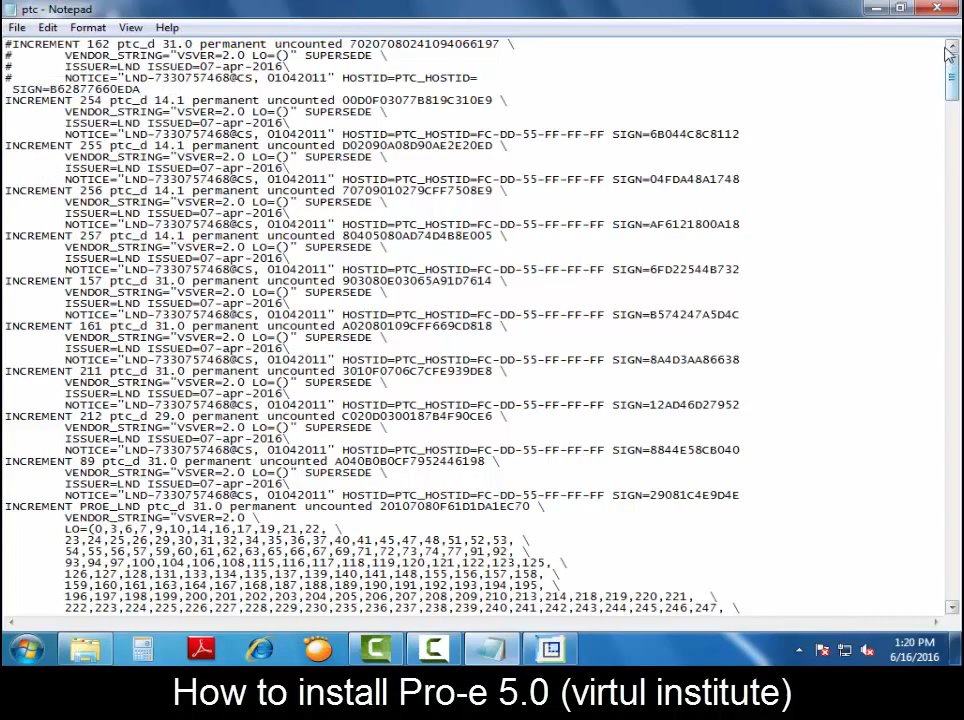 ptc - Notepad
File Edit Format View Help
#INCREMENT 162 ptc_d 31.0 permanent uncounted 70207080241094066197 \
# VENDOR_STRING="VSVER=2.0 LO=()" SUPERSEDE \
# ISSUER=LND ISSUED=07-apr-2016\
# NOTICE="LND-7330757468@CS, 01042011" HOSTID=PTC_HOSTID=
SIGN=B62877660EDA
INCREMENT 254 ptc_d 14.1 permanent uncounted 00D0F03077B819C310E9 \
VENDOR_STRING="VSVER=2.0 LO=()" SUPERSEDE \
ISSUER=LND ISSUED=07-apr-2016\
NOTICE="LND-7330757468@CS, 01042011" HOSTID=PTC_HOSTID=FC-DD-55-FF-FF-FF SIGN=6B044C8C8112
INCREMENT 255 ptc_d 14.1 permanent uncounted D02090A08D90AE2E20ED \
VENDOR_STRING="VSVER=2.0 LO=()" SUPERSEDE \
ISSUER=LND ISSUED=07-apr-2016\
NOTICE="LND-7330757468@CS, 01042011" HOSTID=PTC_HOSTID=FC-DD-55-FF-FF-FF SIGN=04FDA48A1748
INCREMENT 256 ptc_d 14.1 permanent uncounted 70709010279CFF7508E9 \
VENDOR_STRING="VSVER=2.0 LO=()" SUPERSEDE \
ISSUER=LND ISSUED=07-apr-2016\
NOTICE="LND-7330757468@CS, 01042011" HOSTID=PTC_HOSTID=FC-DD-55-FF-FF-FF SIGN=AF6121800A18
INCREMENT 257 ptc_d 14.1 permanent uncounted 80405080AD74D4B8E005 \
VENDOR_STRING="VSVER=2.0 LO=()" SUPERSEDE \
ISSUER=LND ISSUED=07-apr-2016\
NOTICE="LND-7330757468@CS, 01042011" HOSTID=PTC_HOSTID=FC-DD-55-FF-FF-FF SIGN=6FD22544B732
INCREMENT 157 ptc_d 31.0 permanent uncounted 903080E03065A91D7614 \
VENDOR_STRING="VSVER=2.0 LO=()" SUPERSEDE \
ISSUER=LND ISSUED=07-apr-2016\
NOTICE="LND-7330757468@CS, 01042011" HOSTID=PTC_HOSTID=FC-DD-55-FF-FF-FF SIGN=B574247A5D4C
INCREMENT 161 ptc_d 31.0 permanent uncounted A02080109CFF669CD818 \
VENDOR_STRING="VSVER=2.0 LO=()" SUPERSEDE \
ISSUER=LND ISSUED=07-apr-2016\
NOTICE="LND-7330757468@CS, 01042011" HOSTID=PTC_HOSTID=FC-DD-55-FF-FF-FF SIGN=8A4D3AA86638
INCREMENT 211 ptc_d 31.0 permanent uncounted 3010F0706C7CFE939DE8 \
VENDOR_STRING="VSVER=2.0 LO=()" SUPERSEDE \
ISSUER=LND ISSUED=07-apr-2016\
NOTICE="LND-7330757468@CS, 01042011" HOSTID=PTC_HOSTID=FC-DD-55-FF-FF-FF SIGN=12AD46D27952
INCREMENT 212 ptc_d 29.0 permanent uncounted C020D0300187B4F90CE6 \
VENDOR_STRING="VSVER=2.0 LO=()" SUPERSEDE \
ISSUER=LND ISSUED=07-apr-2016\
NOTICE="LND-7330757468@CS, 01042011" HOSTID=PTC_HOSTID=FC-DD-55-FF-FF-FF SIGN=8844E58CB040
INCREMENT 89 ptc_d 31.0 permanent uncounted A040B0B0CF7952446198 \
VENDOR_STRING="VSVER=2.0 LO=()" SUPERSEDE \
ISSUER=LND ISSUED=07-apr-2016\
NOTICE="LND-7330757468@CS, 01042011" HOSTID=PTC_HOSTID=FC-DD-55-FF-FF-FF SIGN=29081C4E9D4E
INCREMENT PROE_LND ptc_d 31.0 permanent uncounted 20107080F61D1DA1EC70 \
VENDOR_STRING="VSVER=2.0 \
LO=(0,3,6,7,9,10,14,16,17,19,21,22, \
23,24,25,26,29,30,31,32,34,35,36,37,40,41,45,47,48,51,52,53, \
54,55,56,57,59,60,61,62,63,65,66,67,69,71,72,73,74,77,91,92, \
93,94,97,100,104,106,108,115,116,117,118,119,120,121,122,123,125, \
126,127,128,131,133,134,135,137,139,140,141,148,155,156,157,158, \
159,160,161,163,164,165,167,168,187,188,189,190,191,192,193,194,195, \
196,197,198,199,200,201,202,203,204,205,206,207,208,209,210,213,214,218,219,220,221, \
222,223,224,225,226,227,228,229,230,235,236,237,238,239,240,241,242,243,244,245,246,247, \
1:20 PM
6/16/2016
How to install Pro-e 5.0 (virtul institute)